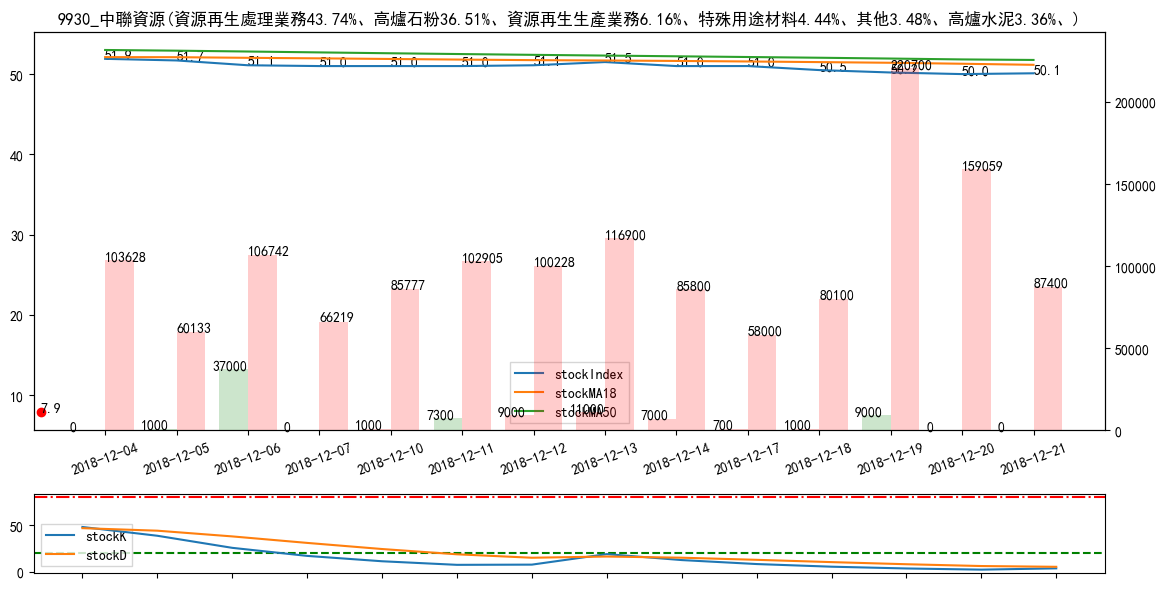 9930_中聯資源(資源再生處理業務43.74%、高爐石粉36.51%、資源再生生產業務6.16%、特殊用途材料4.44%、其他3.48%、高爐水泥3.36%、)
51.9 51.7 51.1 51.0 51.0 51.0 51.1 51.5 51.0 51.0 50.5 50.0 50.1
50 40 30 20 10
200000 150000 100000 50000 0
220700
159059
103628 106742 102905 100228 116900
60133 66219 85777 85800 58000 80100 87400
37000
7.9
0 1000 0 1000 7300 9000 11000 7000 700 1000 9000 0 0
stockIndex
stockMA18
stockMA50
2018-12-04 2018-12-05 2018-12-06 2018-12-07 2018-12-10 2018-12-11 2018-12-12 2018-12-13 2018-12-14 2018-12-17 2018-12-18 2018-12-19 2018-12-20 2018-12-21
50
0
stockK
stockD